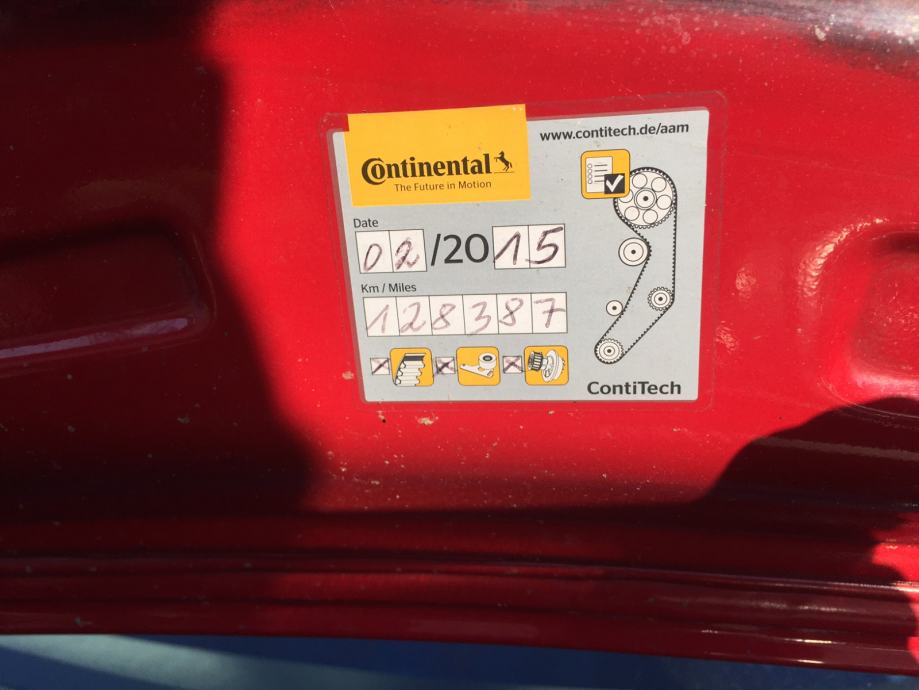 Continental
The Future in Motion
www.contitech.de/aam
Date
02/2015
Km / Miles
128387
ContiTech